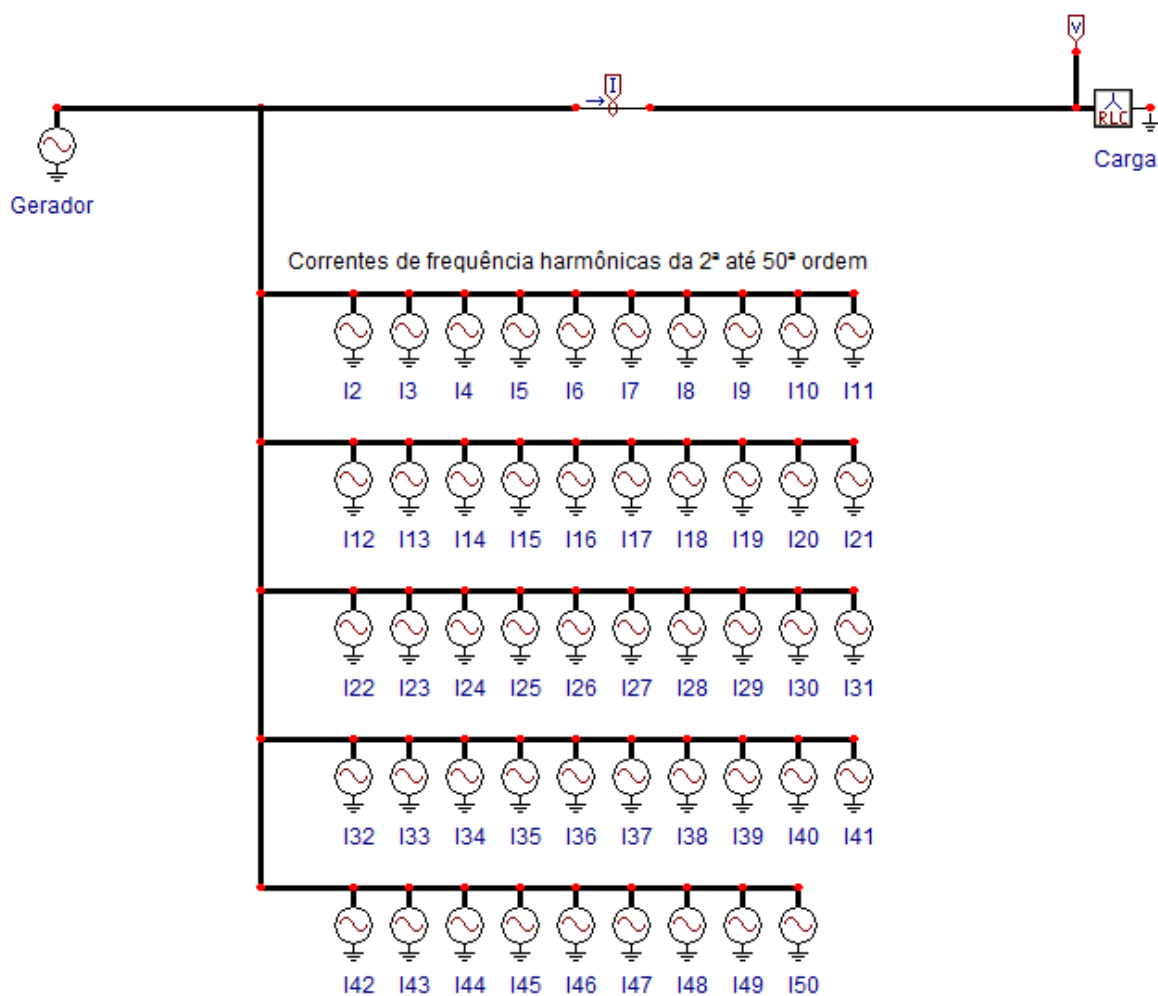 V
I
RLC
Carga
Gerador
Correntes de frequência harmônicas da 2ª até 50ª ordem
I2 I3 I4 I5 I6 I7 I8 I9 I10 I11
I12 I13 I14 I15 I16 I17 I18 I19 I20 I21
I22 I23 I24 I25 I26 I27 I28 I29 I30 I31
I32 I33 I34 I35 I36 I37 I38 I39 I40 I41
I42 I43 I44 I45 I46 I47 I48 I49 I50